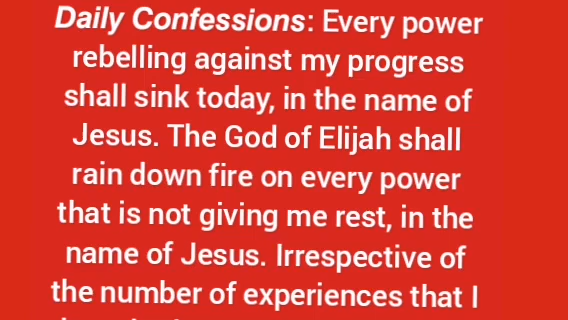 Daily Confessions: Every power
rebelling against my progress
shall sink today, in the name of
Jesus. The God of Elijah shall
rain down fire on every power
that is not giving me rest, in the
name of Jesus. Irrespective of
the number of experiences that I